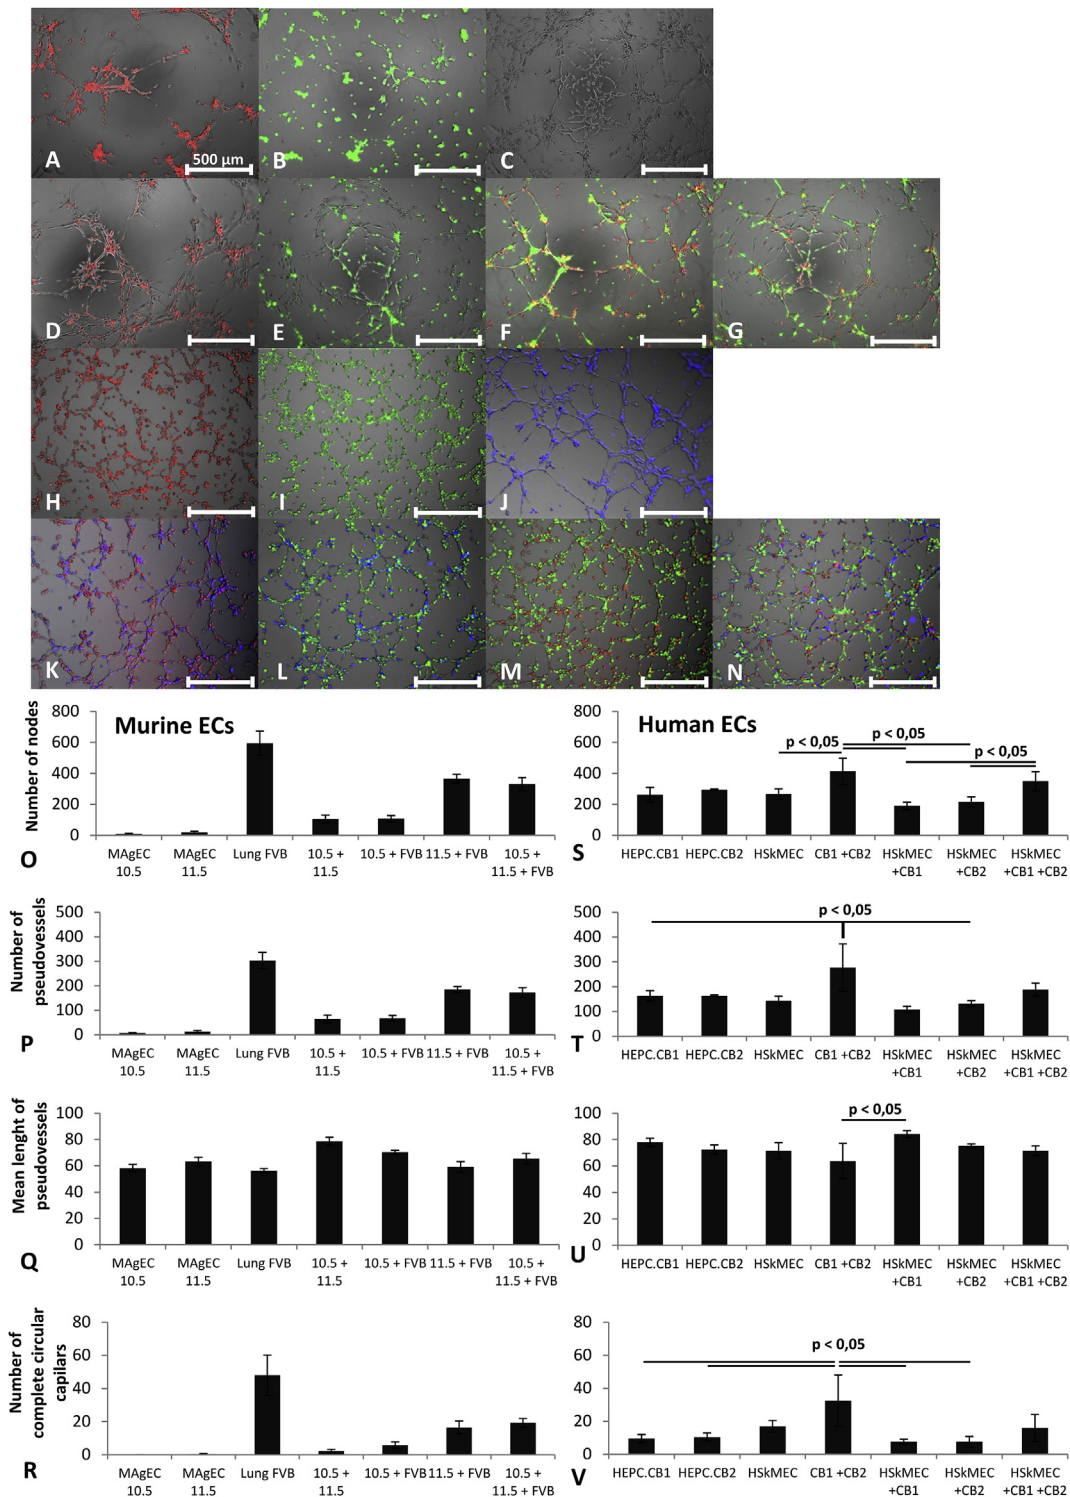 A
500 µm
B
C
D
E
F
G
H
I
J
K
L
M
N
Murine ECs
Number of nodes
800
600
400
200
0
O
MAgEC 10.5
MAgEC 11.5
Lung FVB
10.5 + 11.5
10.5 + FVB
11.5 + FVB
10.5 + 11.5 + FVB
Human ECs
p < 0,05
p < 0,05
p < 0,05
800
600
400
200
0
S
HEPC.CB1
HEPC.CB2
HSkMEC
CB1 +CB2
HSkMEC +CB1
HSkMEC +CB2
HSkMEC +CB1 +CB2
Number of pseudovessels
500
400
300
200
100
0
P
MAgEC 10.5
MAgEC 11.5
Lung FVB
10.5 + 11.5
10.5 + FVB
11.5 + FVB
10.5 + 11.5 + FVB
p < 0,05
500
400
300
200
100
0
T
HEPC.CB1
HEPC.CB2
HSkMEC
CB1 +CB2
HSkMEC +CB1
HSkMEC +CB2
HSkMEC +CB1 +CB2
Mean lenght of pseudovessels
100
80
60
40
20
0
Q
MAgEC 10.5
MAgEC 11.5
Lung FVB
10.5 + 11.5
10.5 + FVB
11.5 + FVB
10.5 + 11.5 + FVB
p < 0,05
100
80
60
40
20
0
U
HEPC.CB1
HEPC.CB2
HSkMEC
CB1 +CB2
HSkMEC +CB1
HSkMEC +CB2
HSkMEC +CB1 +CB2
Number of complete circular capilars
80
60
40
20
0
R
MAgEC 10.5
MAgEC 11.5
Lung FVB
10.5 + 11.5
10.5 + FVB
11.5 + FVB
10.5 + 11.5 + FVB
p < 0,05
80
60
40
20
0
V
HEPC.CB1
HEPC.CB2
HSkMEC
CB1 +CB2
HSkMEC +CB1
HSkMEC +CB2
HSkMEC +CB1 +CB2